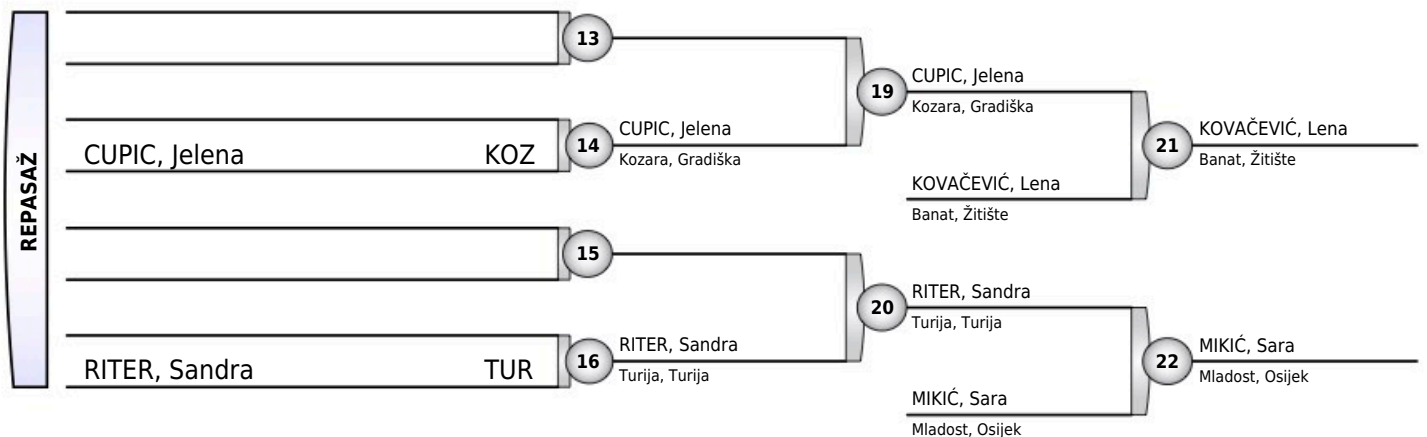 REPASAŽ
13
CUPIC, Jelena KOZ
14
CUPIC, Jelena
Kozara, Gradiška
19
CUPIC, Jelena
Kozara, Gradiška
KOVAČEVIĆ, Lena
Banat, Žitište
21
KOVAČEVIĆ, Lena
Banat, Žitište
15
RITER, Sandra TUR
16
RITER, Sandra
Turija, Turija
20
RITER, Sandra
Turija, Turija
MIKIĆ, Sara
Mladost, Osijek
22
MIKIĆ, Sara
Mladost, Osijek